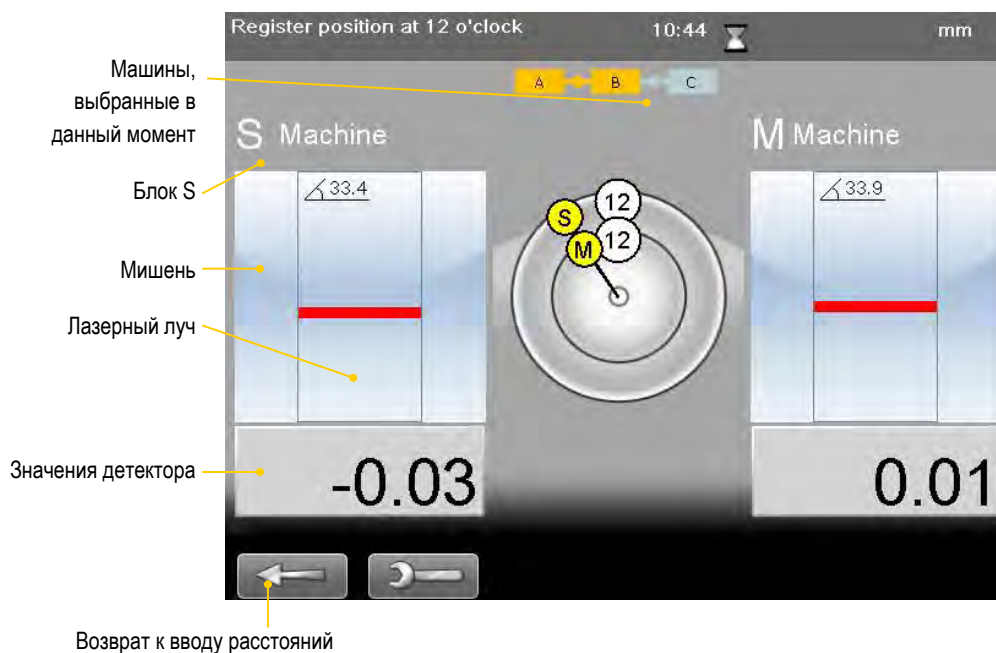 Register position at 12 o'clock 10:44 mm
Машины,
выбранные в
данный момент
A B C
S Machine
M Machine
Блок S
33.4
33.9
12
S
12
M
Мишень
Лазерный луч
Значения детектора
-0.03
0.01
Возврат к вводу расстояний